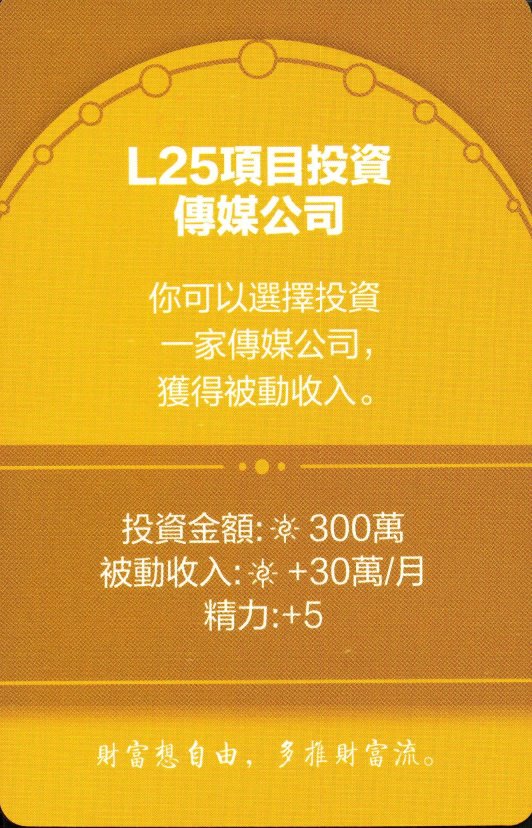 L25項目投資
傳媒公司
你可以選擇投資
一家傳媒公司，
獲得被動收入。
投資金額: 300萬
被動收入: +30萬/月
精力:+5
財富想自由，多推財富流。